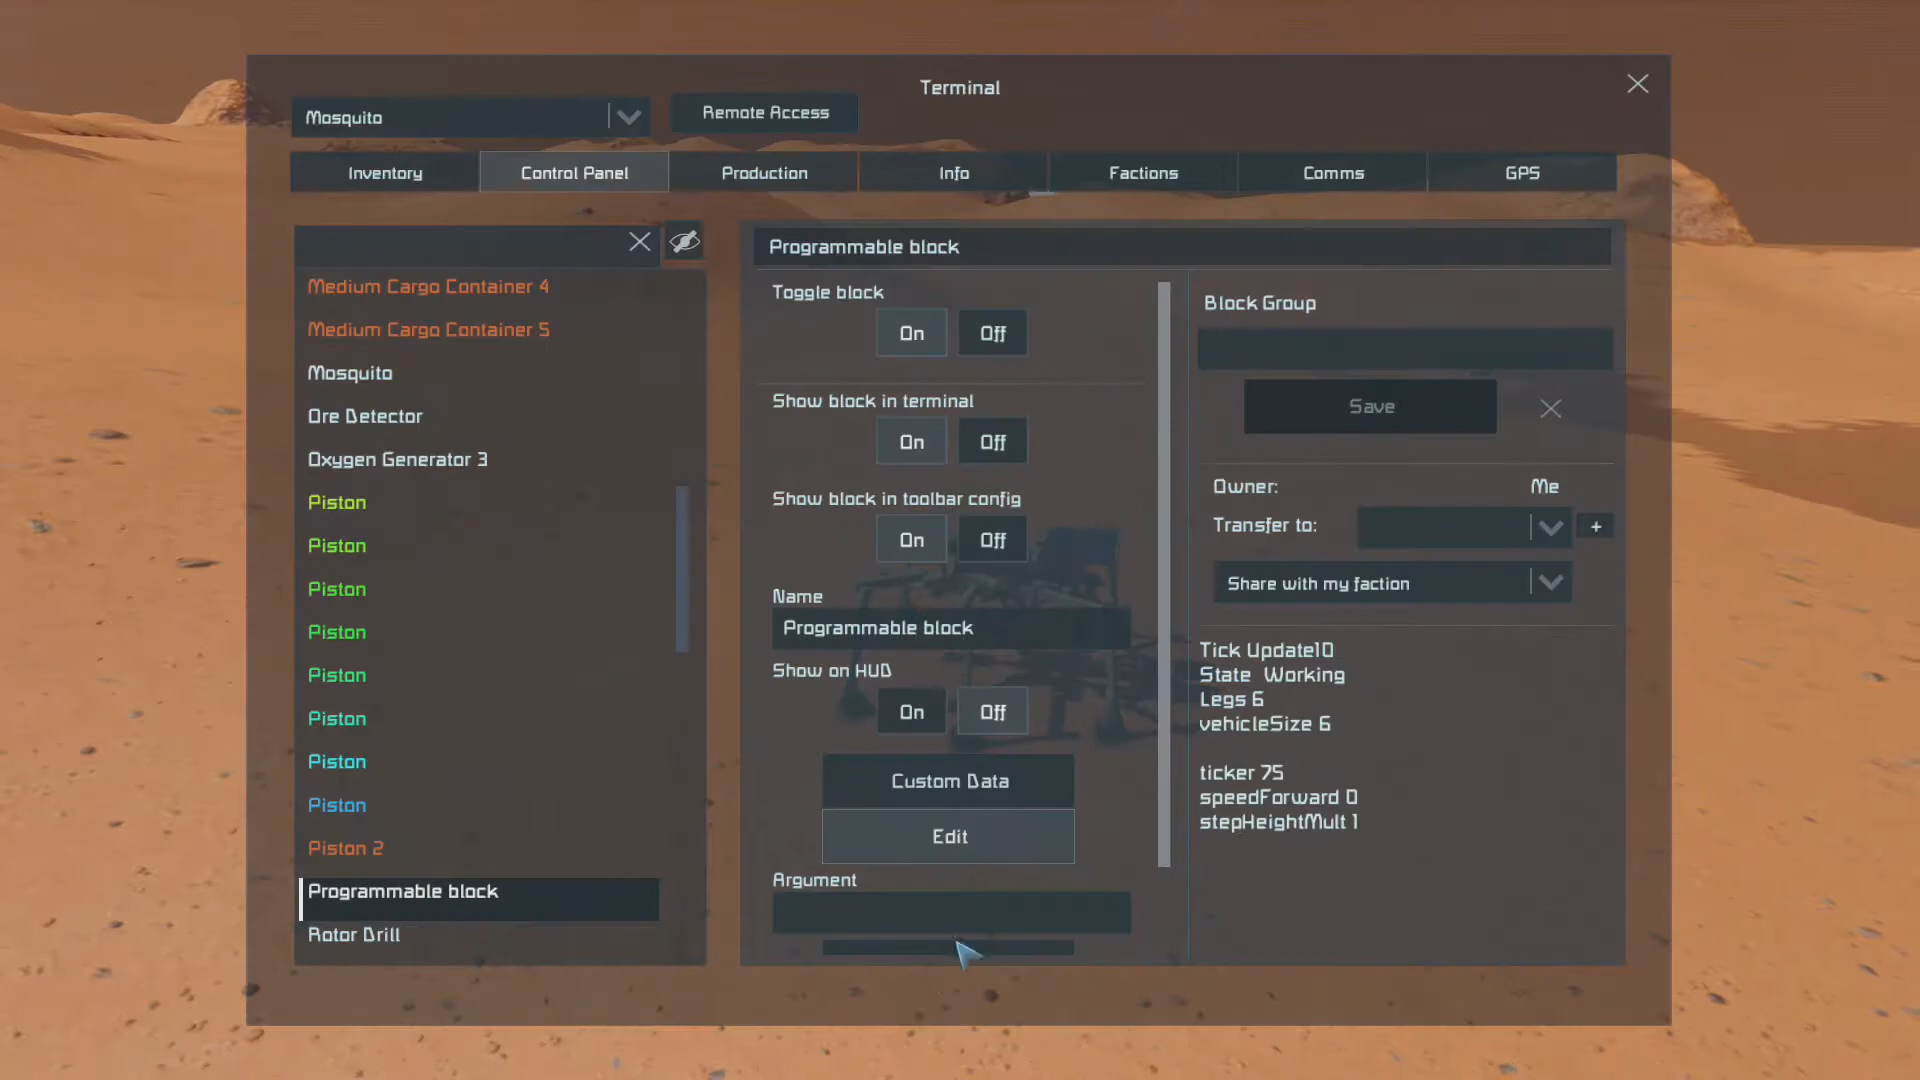 Terminal
Mosquito
Remote Access
Inventory
Control Panel
Production
Info
Factions
Comms
GPS
Medium Cargo Container 4
Medium Cargo Container 5
Mosquito
Ore Detector
Oxygen Generator 3
Piston
Piston
Piston
Piston
Piston
Piston
Piston
Piston
Piston 2
Programmable block
Rotor Drill
Programmable block
Toggle block
On Off
Show block in terminal
On Off
Show block in toolbar config
On Off
Name
Programmable block
Show on HUD
On Off
Custom Data
Edit
Argument
Block Group
Save
Owner: Me
Transfer to:
+
Share with my faction
Tick Update10
State Working
Legs 6
vehicleSize 6
ticker 75
speedForward 0
stepHeightMult 1